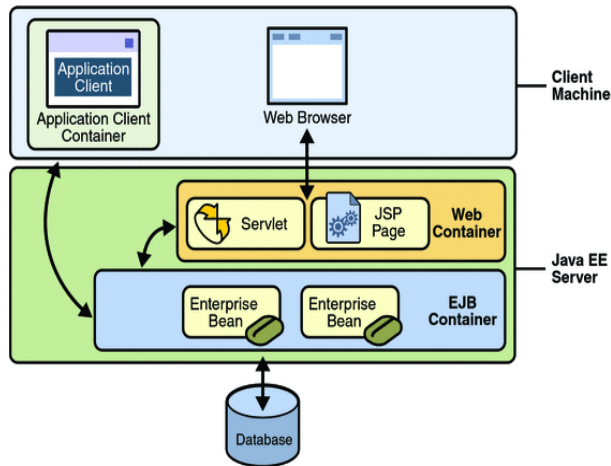 Application
Client
Application Client
Container
Web Browser
Client
Machine
Servlet
JSP
Page
Web
Container
Java EE
Server
Enterprise
Bean
Enterprise
Bean
EJB
Container
Database